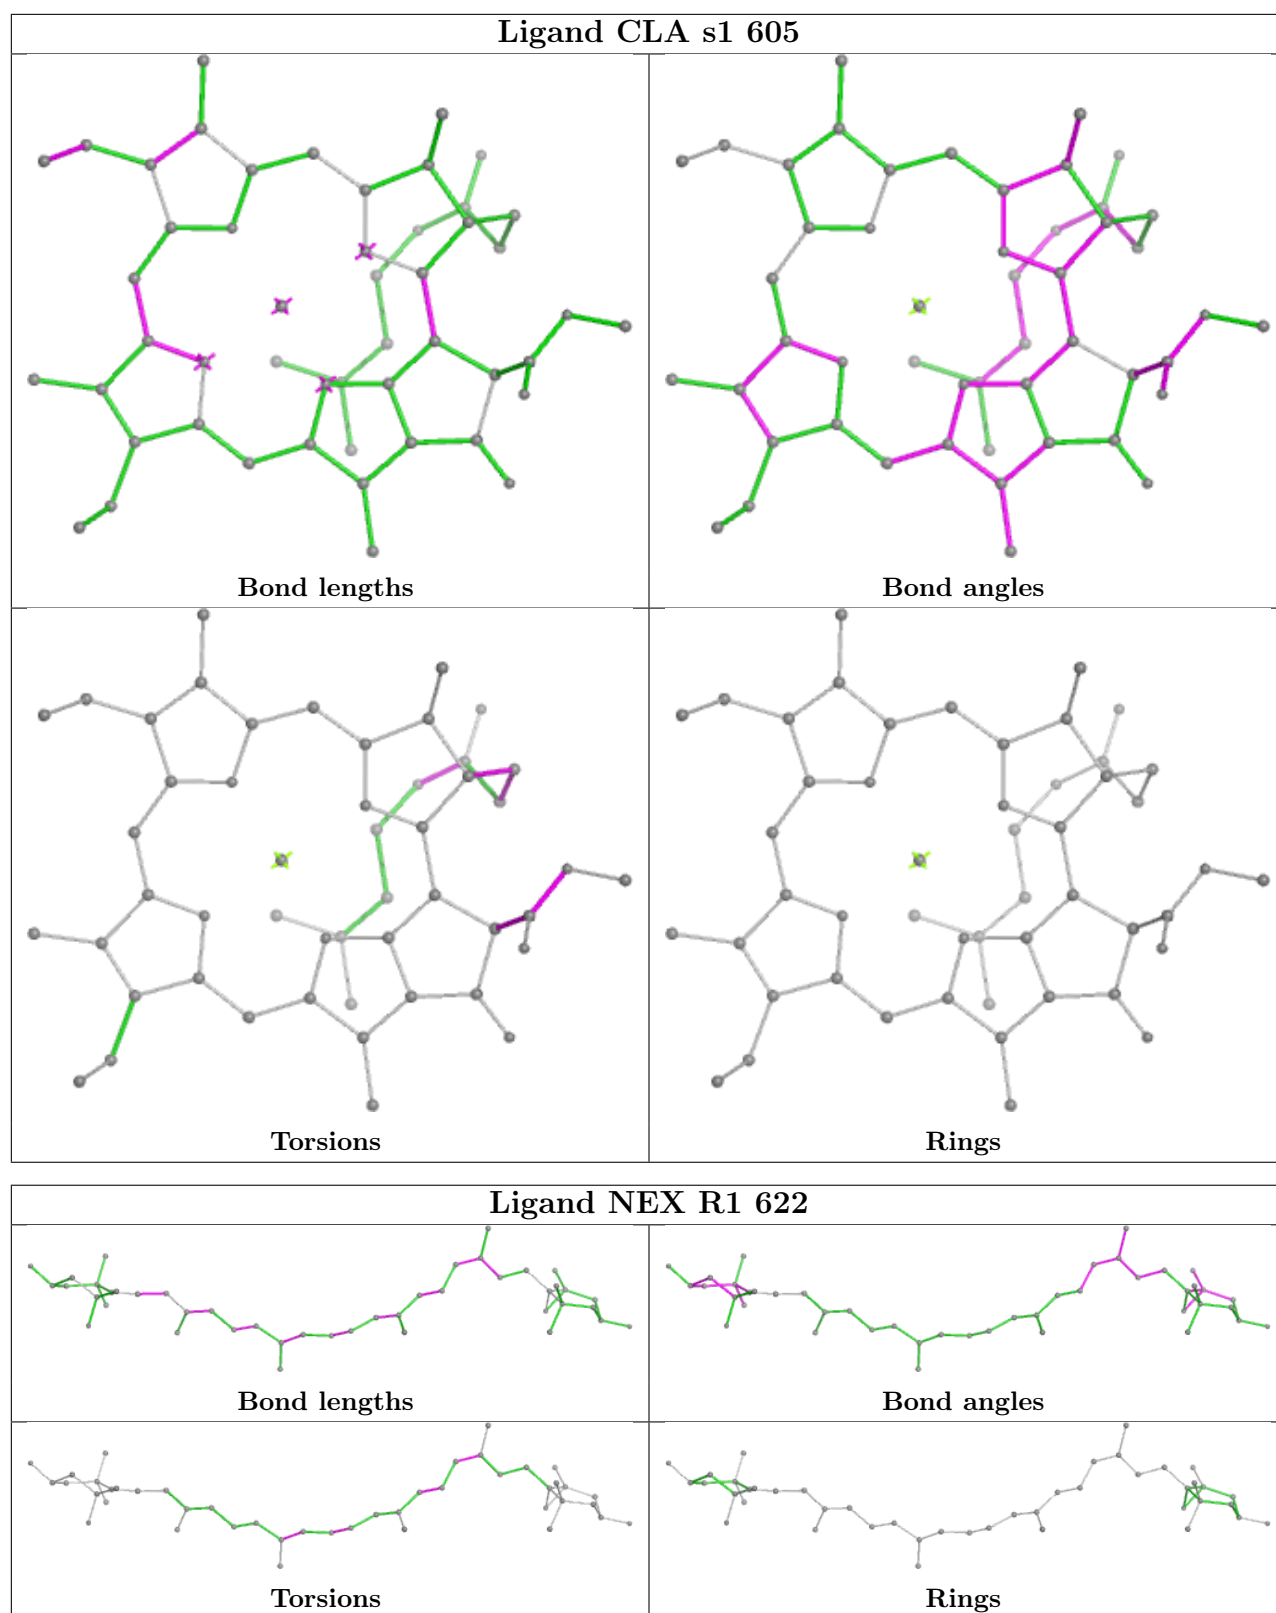 Ligand CLA s1 605
Bond lengths
Bond angles
Torsions
Rings
Ligand NEX R1 622
Bond lengths
Bond angles
Torsions
Rings